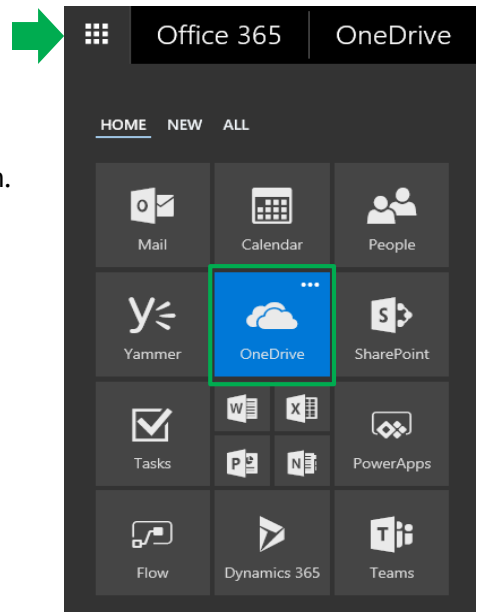 Office 365 OneDrive
HOME NEW ALL
n.
Mail Calendar People
Yammer OneDrive SharePoint
Tasks PowerApps
Flow Dynamics 365 Teams